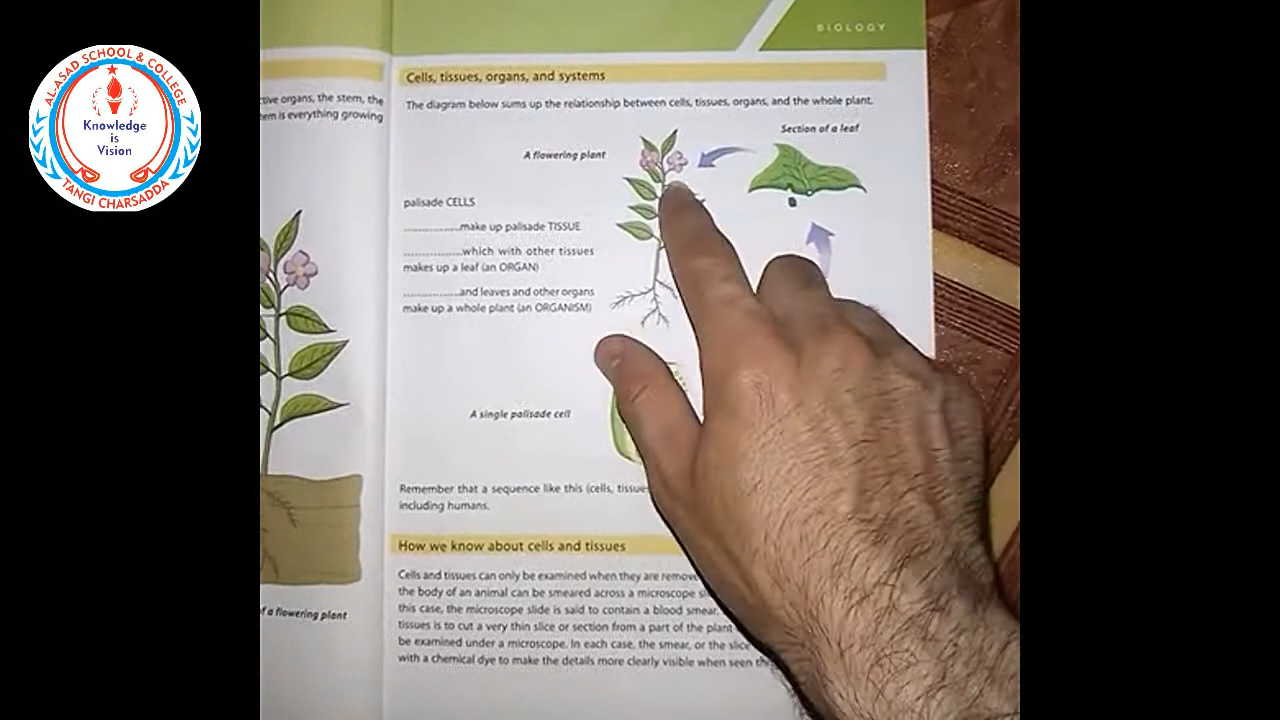 AL-ASAD SCHOOL & COLLEGE
Knowledge
is
Vision
TANGI CHARSADDA
BIOLOGY
tive organs, the stem, the
em is everything growing
f a flowering plant
Cells, tissues, organs, and systems
The diagram below sums up the relationship between cells, tissues, organs, and the whole plant.
Section of a leaf
A flowering plant
palisade CELLS
.................make up palisade TISSUE
.................which with other tissues
makes up a leaf (an ORGAN)
.................and leaves and other organs
make up a whole plant (an ORGANISM)
A single palisade cell
Remember that a sequence like this (cells, tissue
including humans.
How we know about cells and tissues
Cells and tissues can only be examined when they are remove
the body of an animal can be smeared across a microscope
this case, the microscope slide is said to contain a blood smear.
tissues is to cut a very thin slice or section from a part of the plant
be examined under a microscope. In each case, the smear, or the slice
with a chemical dye to make the details more clearly visible when seen